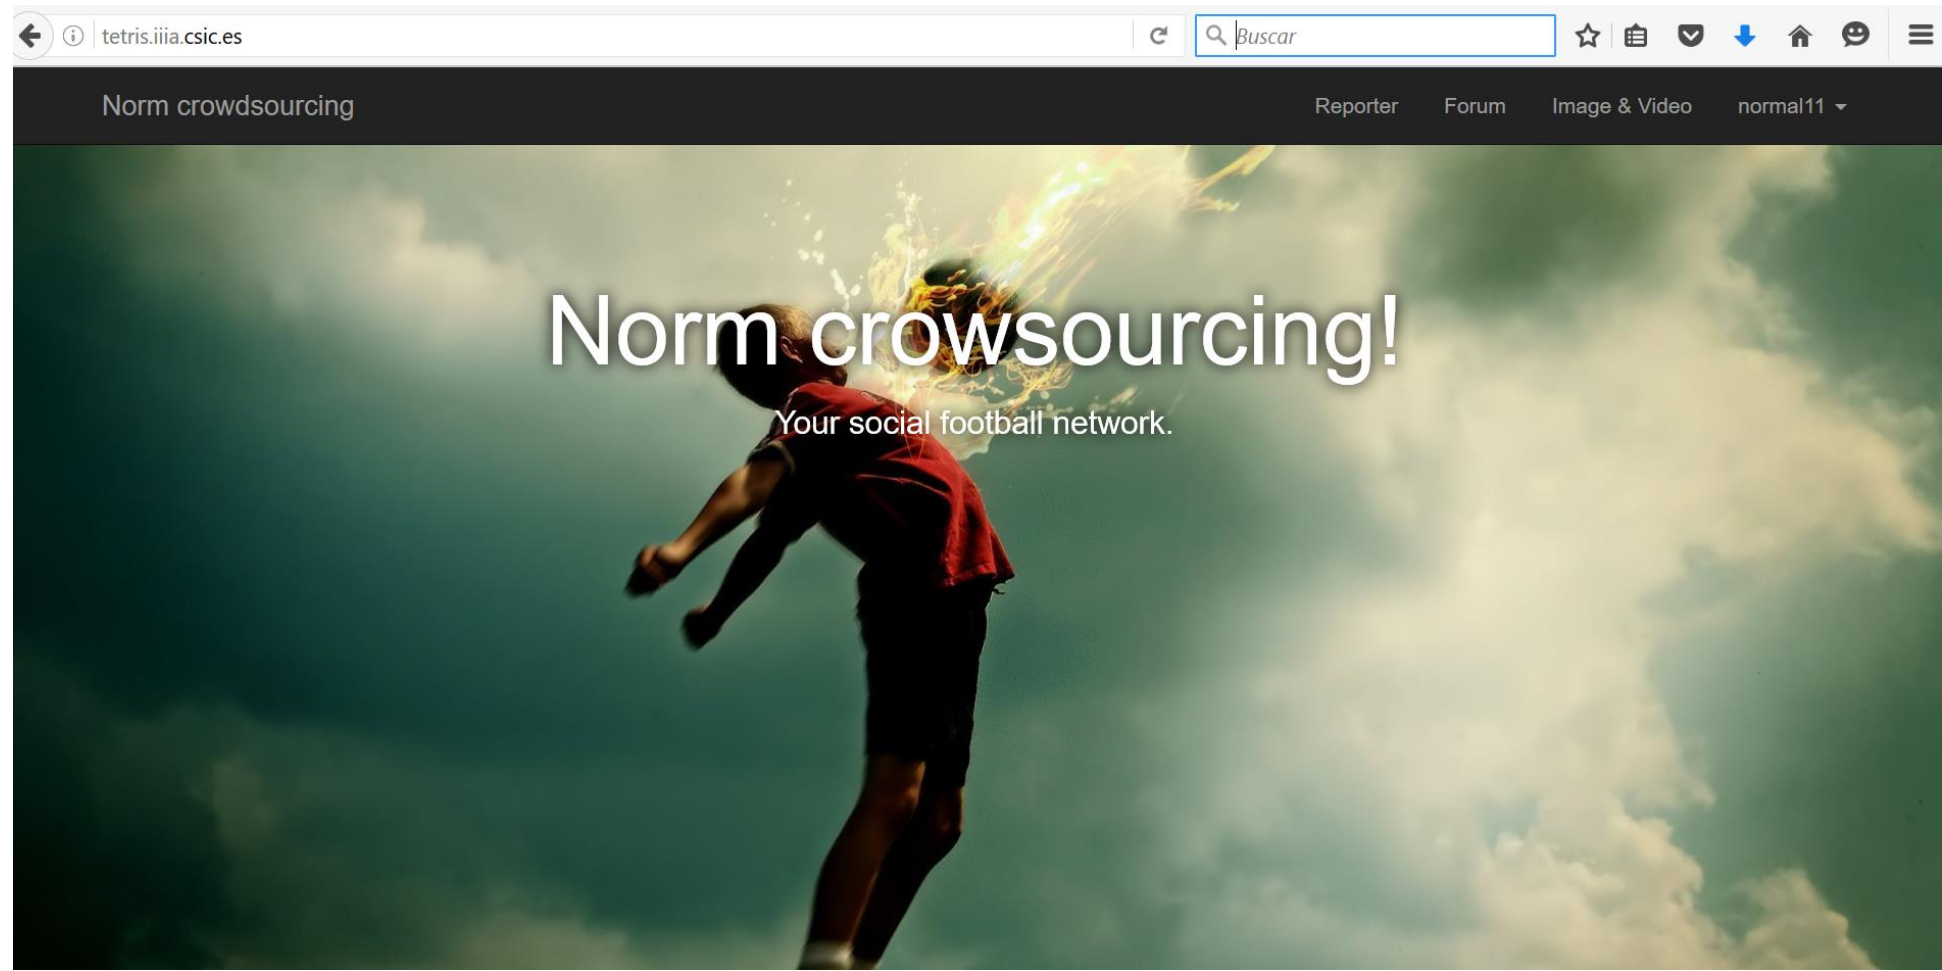 tetris.iiia.csic.es
Buscar
Norm crowdsourcing
Reporter
Forum
Image & Video
normal11
Norm crowsourcing!
Your social football network.